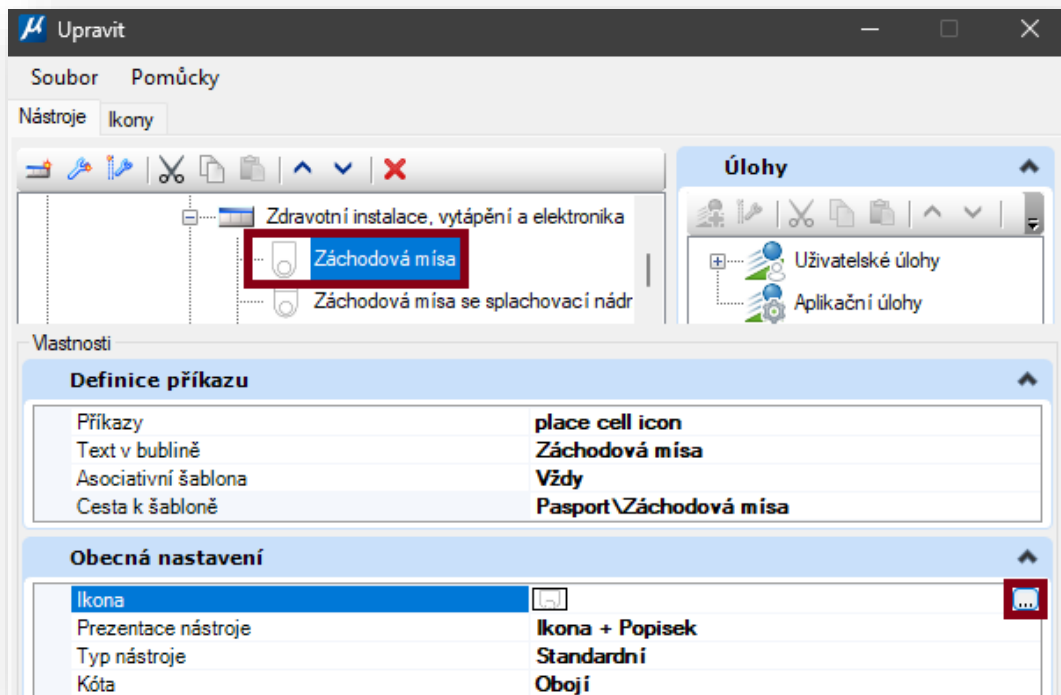 Upravit
Soubor Pomůcky
Nástroje Ikony
Úlohy
Zdravotní instalace, vytápění a elektronika
Záchodová mísa
Záchodová mísa se splachovací nádr
Uživatelské úlohy
Aplikační úlohy
Vlastnosti
Definice příkazu
Příkazy place cell icon
Text v bublině Záchodová mísa
Asociativní šablona Vždy
Cesta k šabloně Pasport\Záchodová mísa
Obecná nastavení
Ikona
Prezentace nástroje Ikona + Popisek
Typ nástroje Standardní
Kóta Obojí